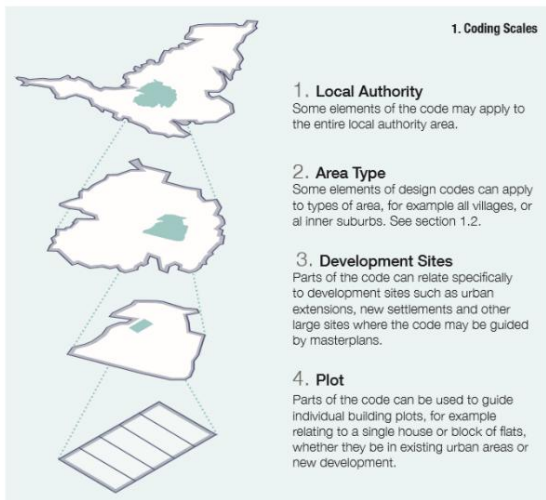 1. Coding Scales
1. Local Authority
Some elements of the code may apply to
the entire local authority area.
2. Area Type
Some elements of design codes can apply
to types of area, for example all villages, or
al inner suburbs. See section 1.2.
3. Development Sites
Parts of the code can relate specifically
to development sites such as urban
extensions, new settlements and other
large sites where the code may be guided
by masterplans.
4. Plot
Parts of the code can be used to guide
individual building plots, for example
relating to a single house or block of flats,
whether they be in existing urban areas or
new development.